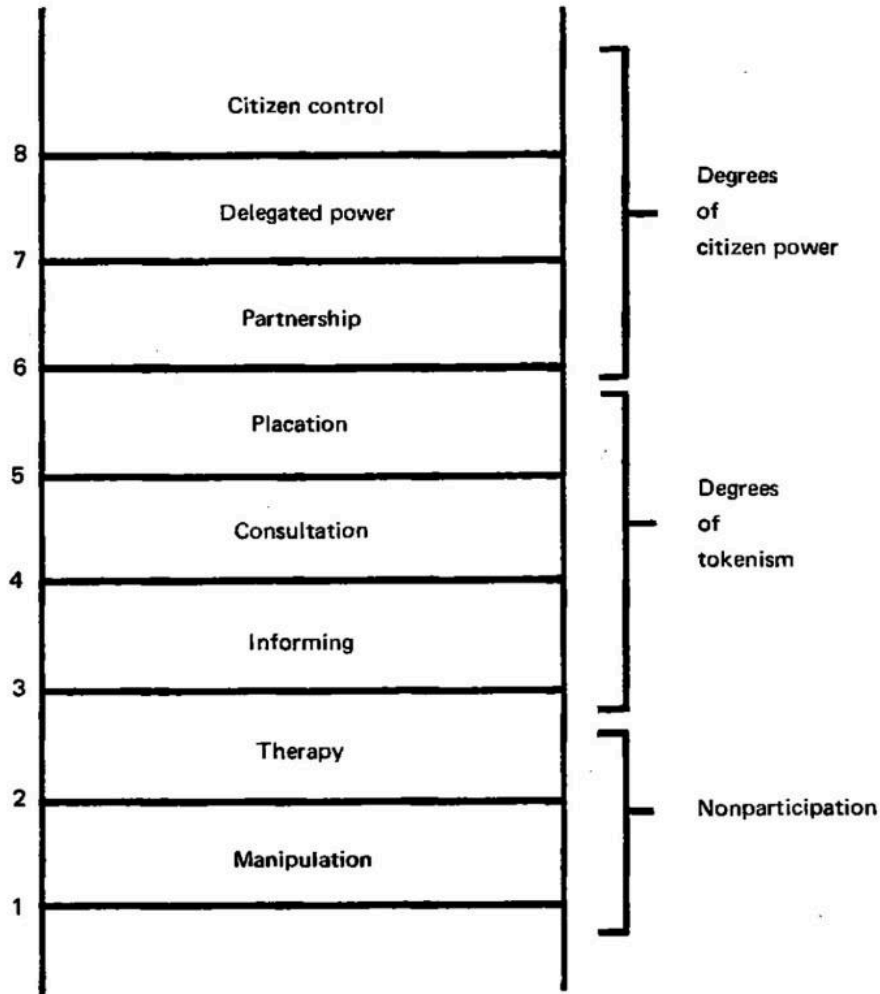 Citizen control
8
Delegated power
7
Partnership
6
Placation
5
Consultation
4
Informing
3
Therapy
2
Manipulation
1
Degrees
of
citizen power
Degrees
of
tokenism
Nonparticipation